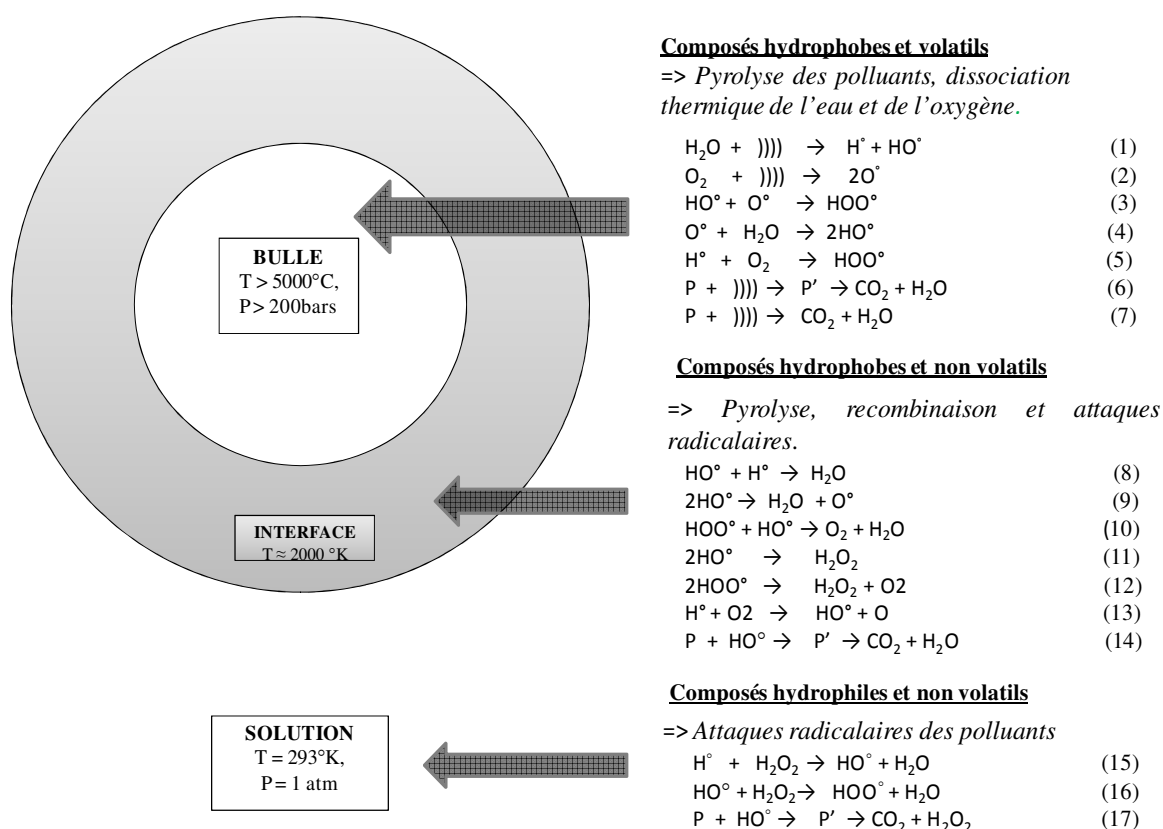 Composés hydrophobes et volatils
=> Pyrolyse des polluants, dissociation
thermique de l'eau et de l'oxygène.
H₂O + )))) → H° + HO° (1)
O₂ + )))) → 2O° (2)
HO° + O° → HOO° (3)
O° + H₂O → 2HO° (4)
H° + O₂ → HOO° (5)
P + )))) → P' → CO₂ + H₂O (6)
P + )))) → CO₂ + H₂O (7)
BULLE
T > 5000°C,
P> 200bars
Composés hydrophobes et non volatils
=> Pyrolyse, recombinaison et attaques
radicalaires.
HO° + H° → H₂O (8)
2HO° → H₂O + O° (9)
HOO° + HO° → O₂ + H₂O (10)
2HO° → H₂O₂ (11)
2HOO° → H₂O₂ + O2 (12)
H° + O2 → HO° + O (13)
P + HO° → P' → CO₂ + H₂O (14)
INTERFACE
T ≈ 2000 °K
Composés hydrophiles et non volatils
=> Attaques radicalaires des polluants
H° + H₂O₂ → HO° + H₂O (15)
HO° + H₂O₂→ HOO° + H₂O (16)
P + HO° → P' → CO₂ + H₂O₂ (17)
SOLUTION
T = 293°K,
P = 1 atm